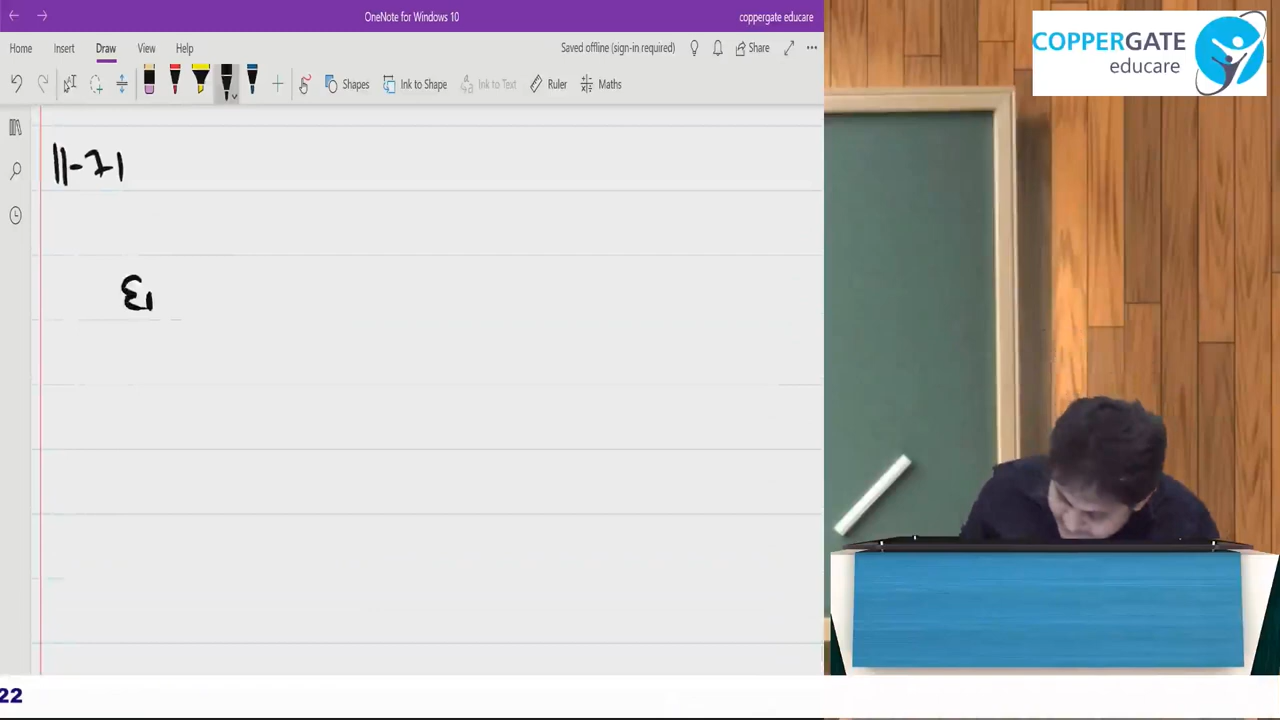 OneNote for Windows 10
coppergate educare
Home Insert Draw View Help
Saved offline (sign-in required)
Share
Shapes
Ink to Shape
Ink to Text
Ruler
Maths
11-71
COPPERGATE
educare
22